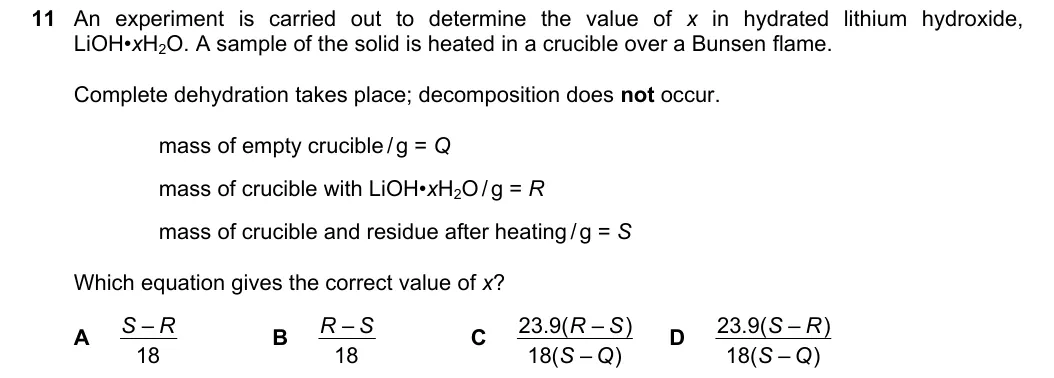 11 An experiment is carried out to determine the value of x in hydrated lithium hydroxide,
LiOH•xH₂O. A sample of the solid is heated in a crucible over a Bunsen flame.
Complete dehydration takes place; decomposition does not occur.
mass of empty crucible/g = Q
mass of crucible with LiOH•xH₂O/g = R
mass of crucible and residue after heating/g = S
Which equation gives the correct value of x?
A (S – R)/18 B (R – S)/18 C 23.9(R – S)/18(S – Q) D 23.9(S – R)/18(S – Q)